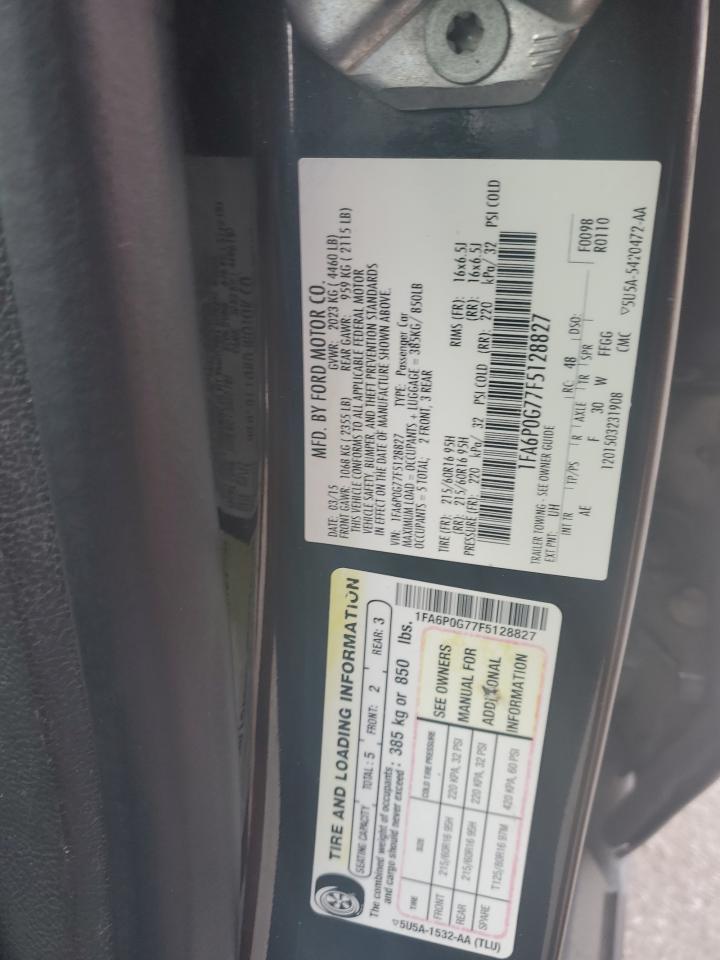 MFD. BY FORD MOTOR CO.
DATE: 03/15 GVWR: 2023 KG ( 4460 LB)
FRONT GAWR: 1068 KG ( 2355 LB) REAR GAWR: 959 KG ( 2115 LB)
THIS VEHICLE CONFORMS TO ALL APPLICABLE FEDERAL MOTOR
VEHICLE SAFETY, BUMPER, AND THEFT PREVENTION STANDARDS
IN EFFECT ON THE DATE OF MANUFACTURE SHOWN ABOVE.
VIN: 1FA6P0G77F5128827 TYPE: Passenger Car
MAXIMUM LOAD = OCCUPANTS + LUGGAGE = 385KG/ 850LB
OCCUPANTS = 5 TOTAL; 2 FRONT, 3 REAR
TIRE (FR): 215/60R16 95H RIMS (FR): 16x6.5J
(RR): 215/60R16 95H (RR): 16x6.5J
PRESSURE (FR): 220 kPa/ 32 PSI COLD (RR): 220 kPa/ 32 PSI COLD
1FA6P0G77F5128827
TRAILER TOWING - SEE OWNER GUIDE
EXT PNT: UH RC: 48 DSO:
INT TR TP/PS R AXLE TR SPR F0098
AE F 30 W FFGG R0110
1201503231908 CMC ▽5U5A-5420472-AA
TIRE AND LOADING INFORMATION
SEATING CAPACITY TOTAL: 5 FRONT: 2 REAR: 3
The combined weight of occupants
and cargo should never exceed: 385 kg or 850 lbs.
TIRE SIZE COLD TIRE PRESSURE
FRONT 215/60R16 95H 220 KPA, 32 PSI
REAR 215/60R16 95H 220 KPA, 32 PSI
SPARE T125/80R16 97M 420 KPA, 60 PSI
1FA6P0G77F5128827
SEE OWNERS
MANUAL FOR
ADDITIONAL
INFORMATION
▽5U5A-1532-AA (TLU)